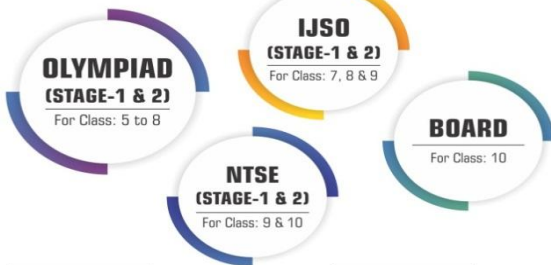 OLYMPIAD
(STAGE-1 & 2)
For Class: 5 to 8
IJSO
(STAGE-1 & 2)
For Class: 7, 8 & 9
NTSE
(STAGE-1 & 2)
For Class: 9 & 10
BOARD
For Class: 10